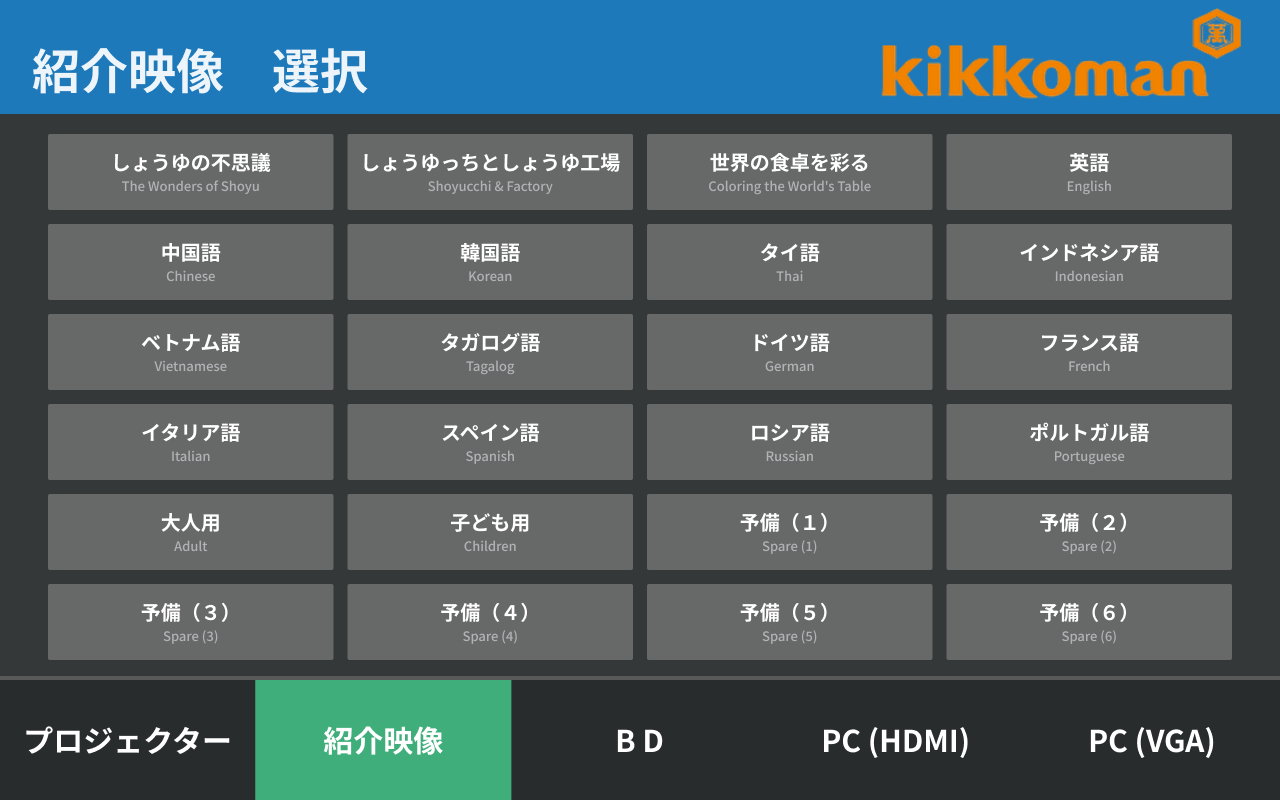 紹介映像　選択
萬
kikkoman
しょうゆの不思議
The Wonders of Shoyu
しょうゆっちとしょうゆ工場
Shoyucchi & Factory
世界の食卓を彩る
Coloring the World's Table
英語
English
中国語
Chinese
韓国語
Korean
タイ語
Thai
インドネシア語
Indonesian
ベトナム語
Vietnamese
タガログ語
Tagalog
ドイツ語
German
フランス語
French
イタリア語
Italian
スペイン語
Spanish
ロシア語
Russian
ポルトガル語
Portuguese
大人用
Adult
子ども用
Children
予備（１）
Spare (1)
予備（２）
Spare (2)
予備（３）
Spare (3)
予備（４）
Spare (4)
予備（５）
Spare (5)
予備（６）
Spare (6)
プロジェクター
紹介映像
B D
PC (HDMI)
PC (VGA)